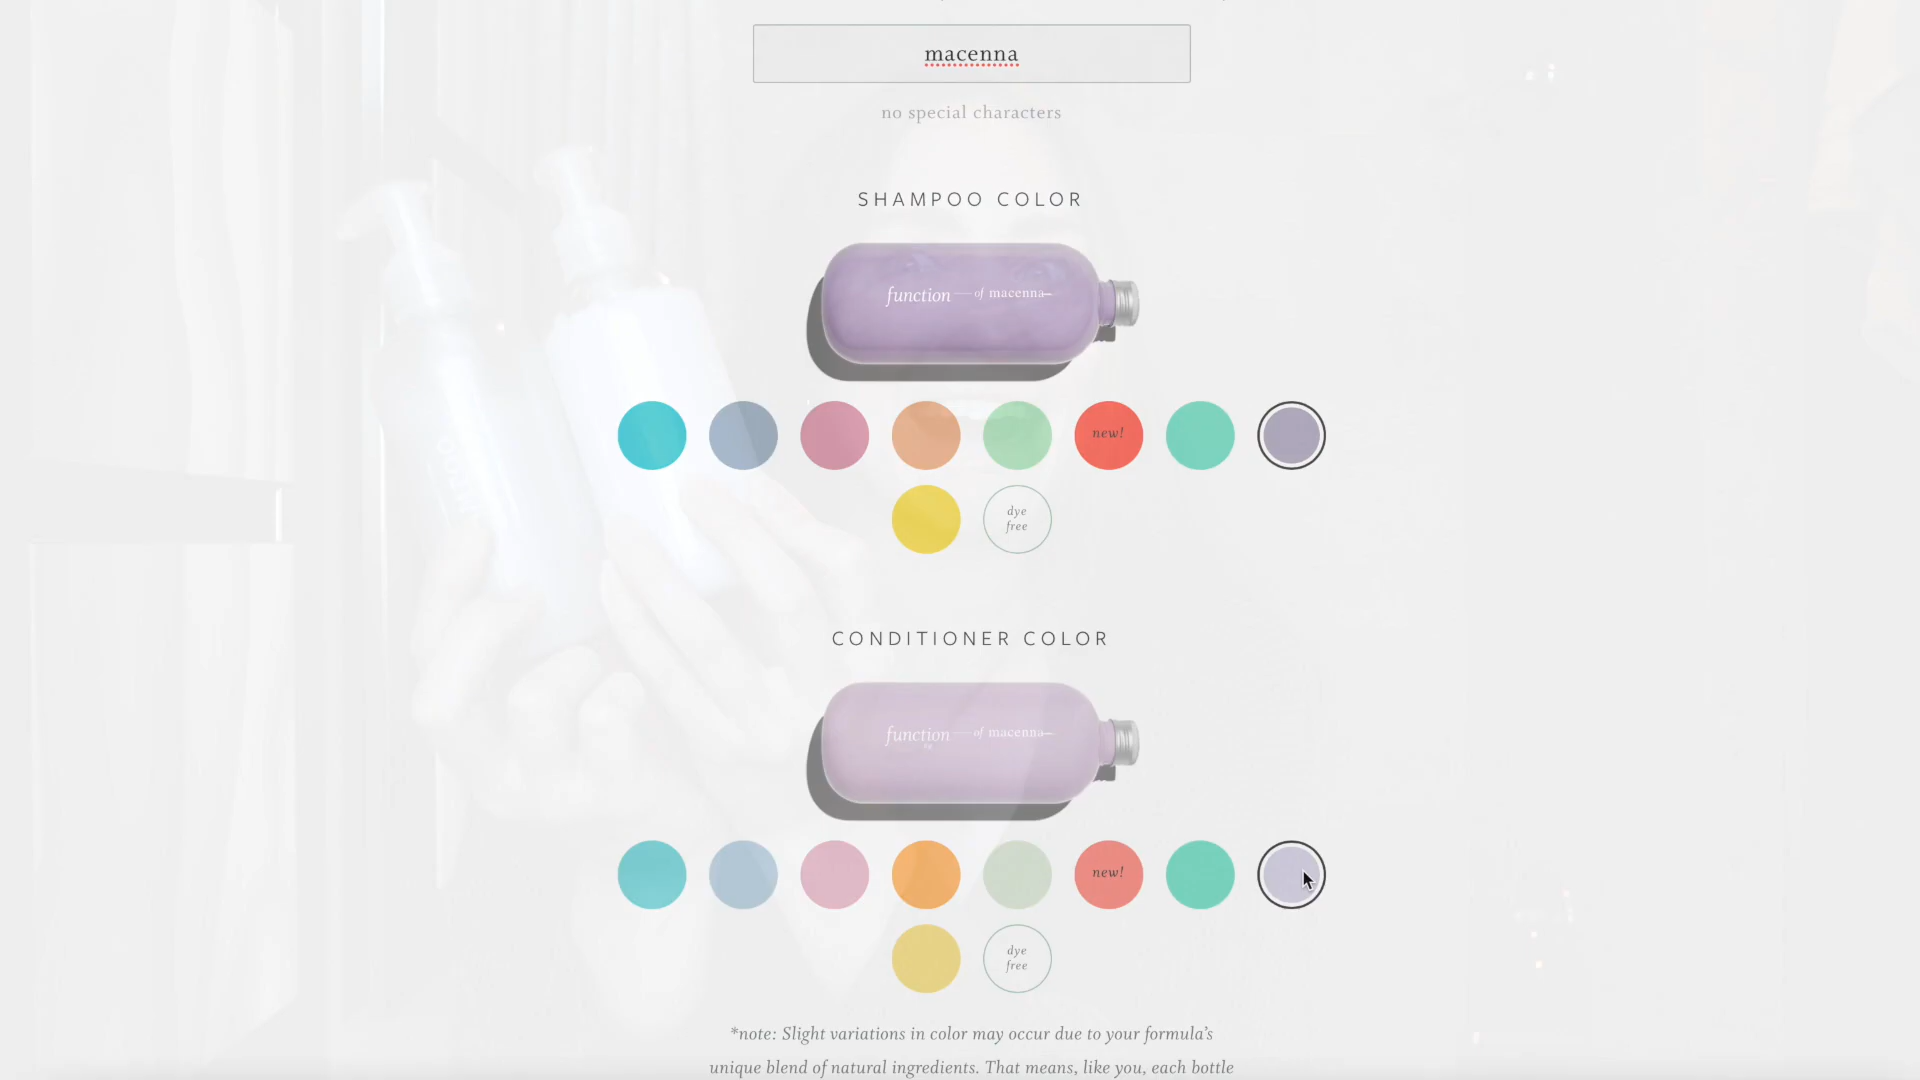 macenna
no special characters
SHAMPOO COLOR
function of macenna
new!
dye
free
CONDITIONER COLOR
function of macenna
new!
dye
free
*note: Slight variations in color may occur due to your formula's
unique blend of natural ingredients. That means, like you, each bottle